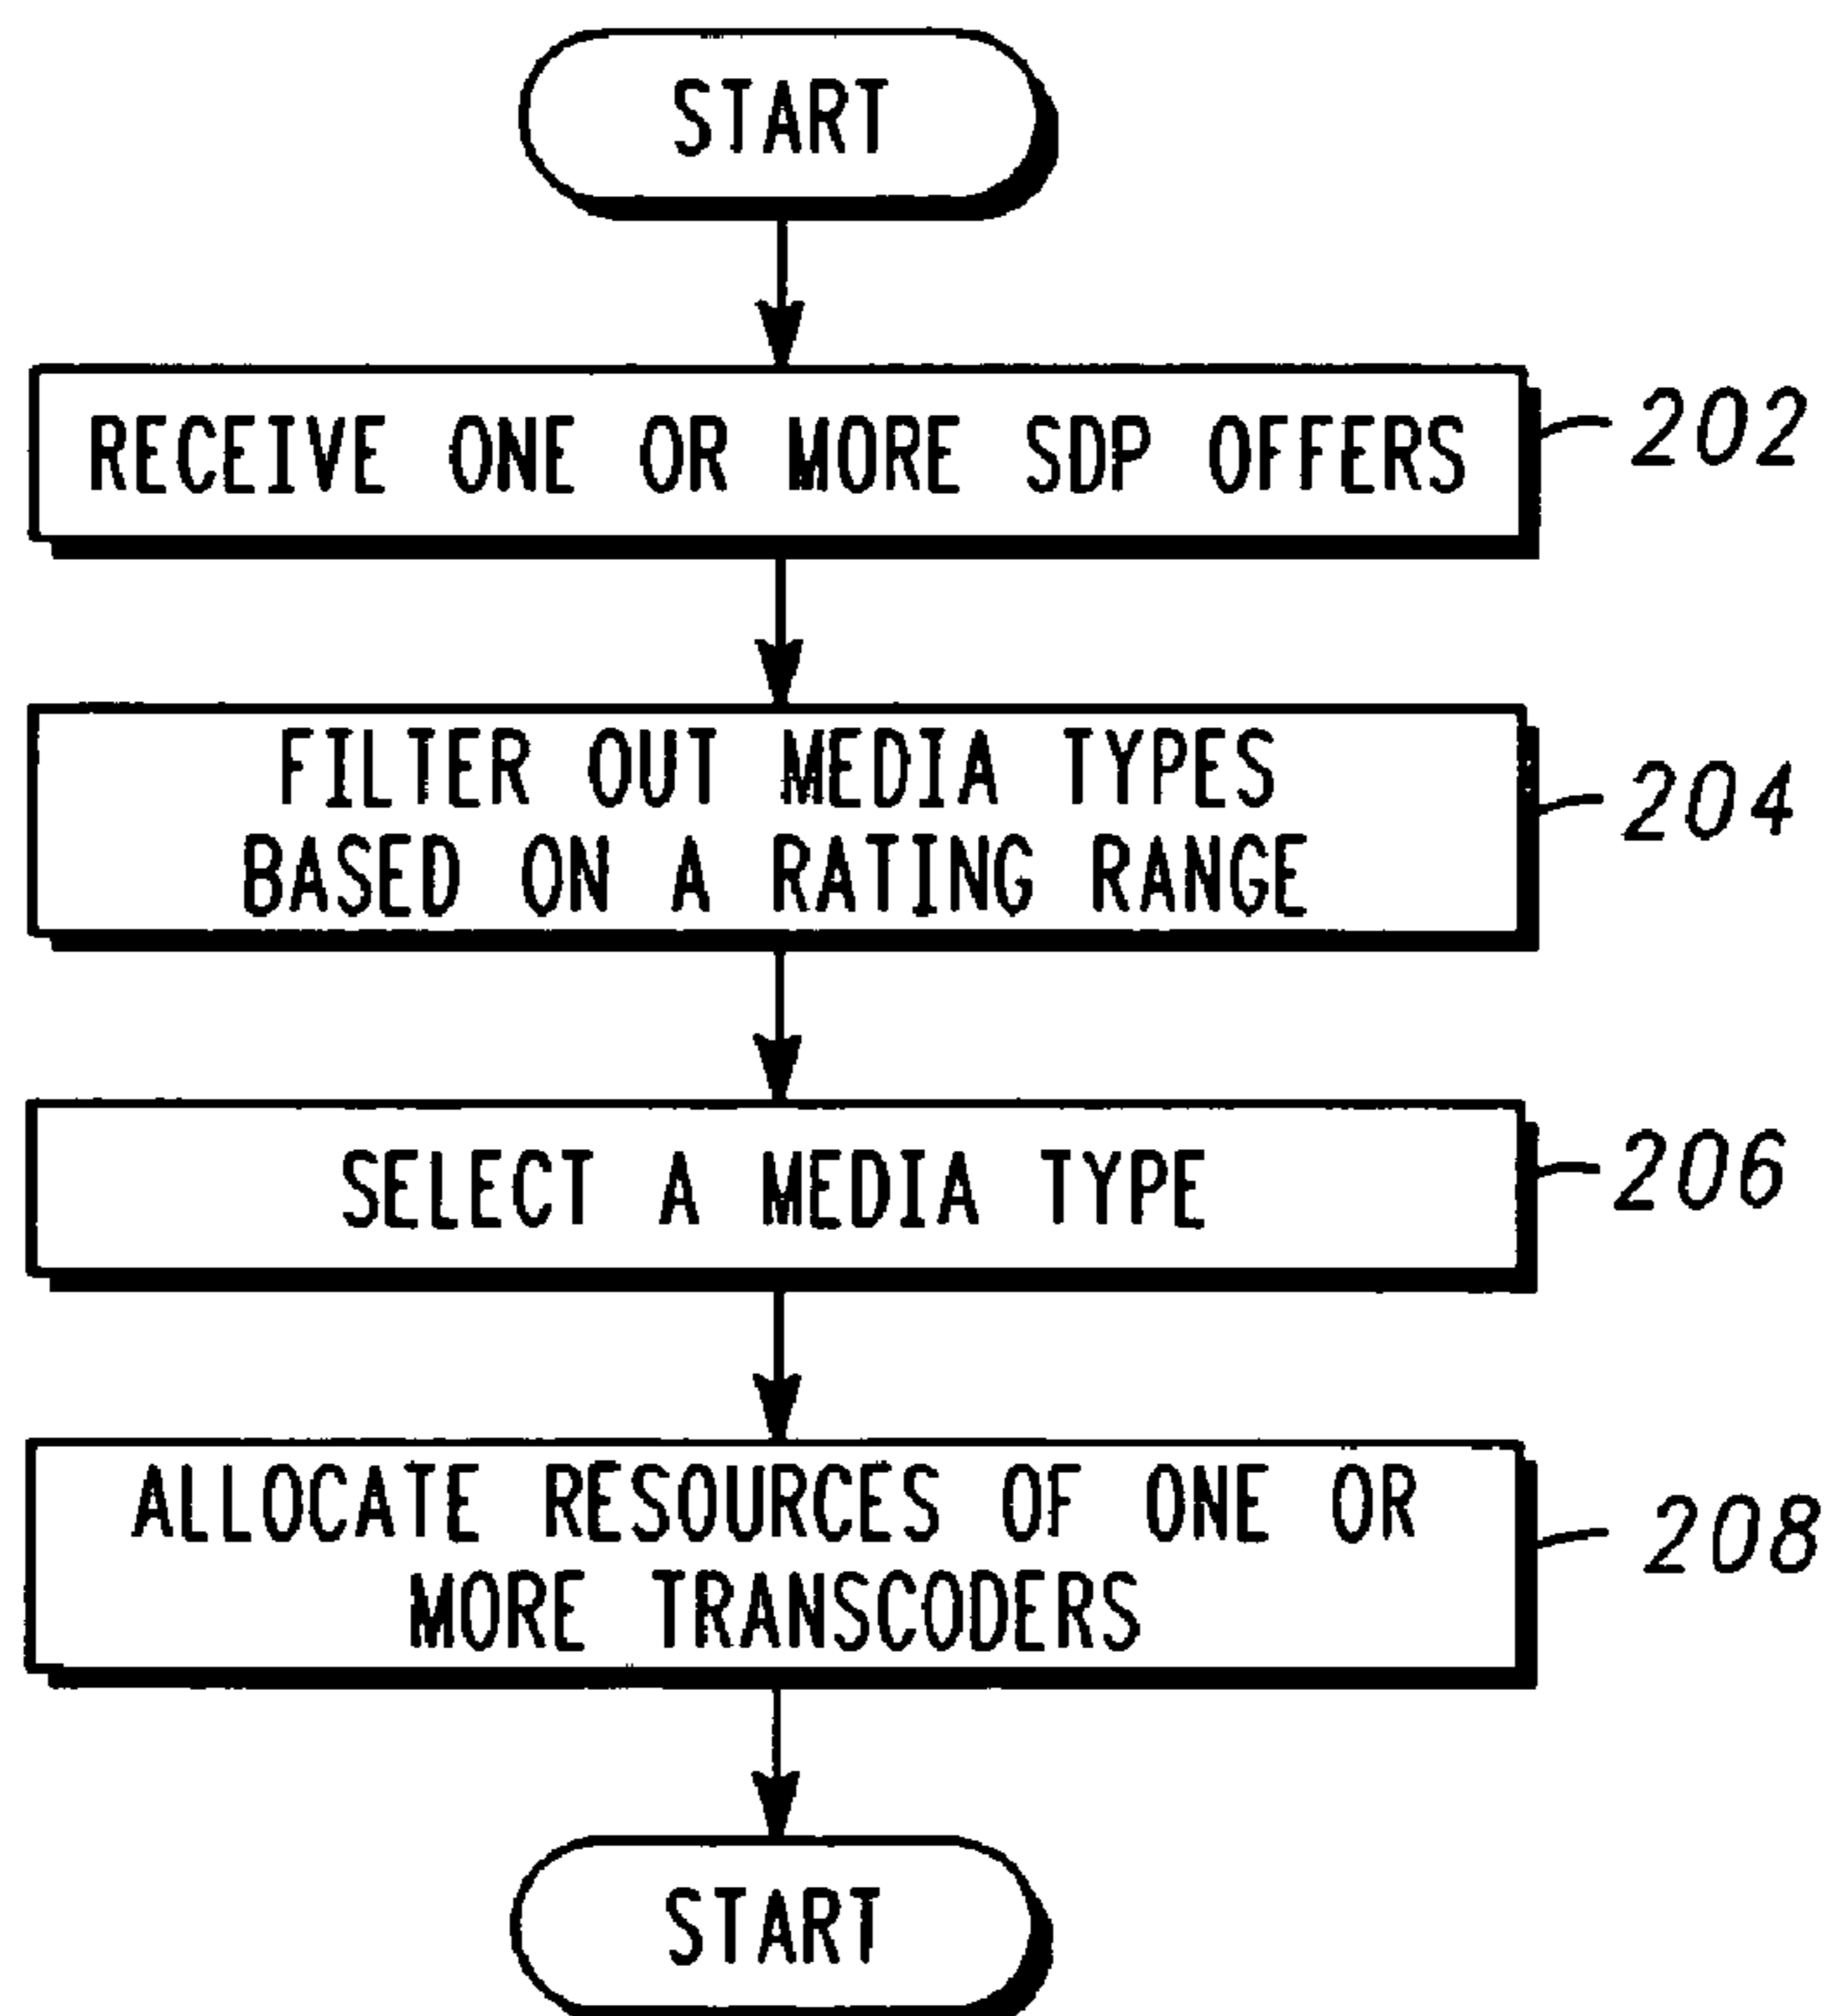 START
RECEIVE ONE OR MORE SDP OFFERS
202
FILTER OUT MEDIA TYPES
BASED ON A RATING RANGE
204
SELECT A MEDIA TYPE
206
ALLOCATE RESOURCES OF ONE OR
MORE TRANSCODERS
208
START